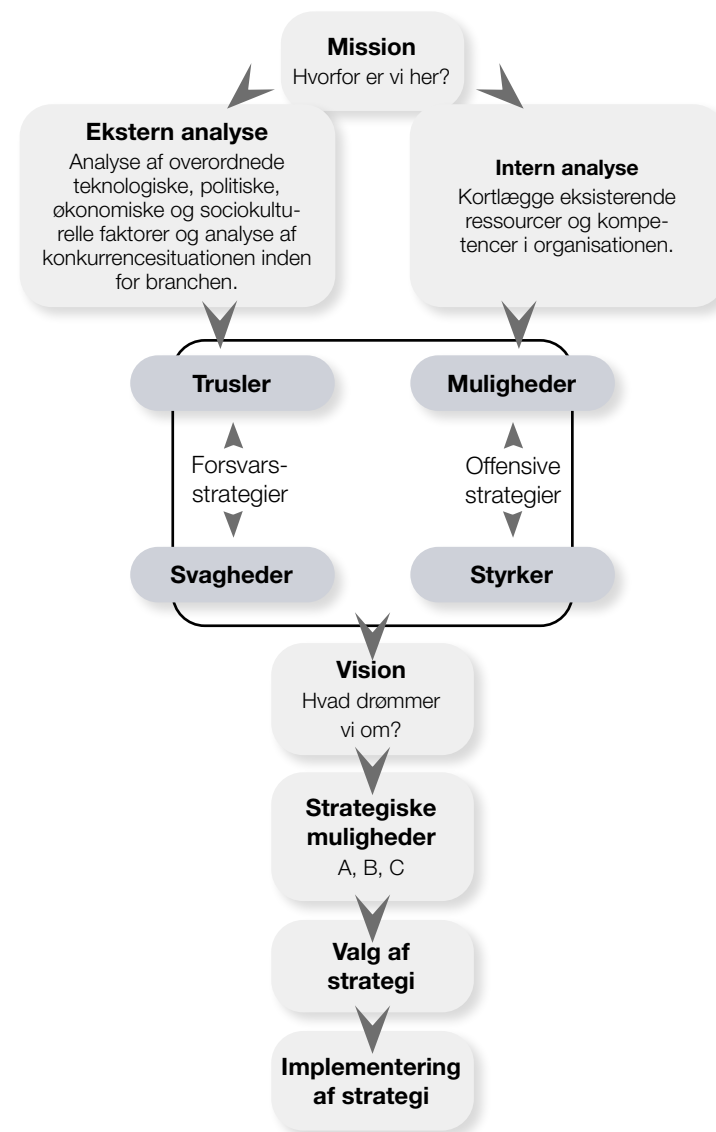 Mission
Hvorfor er vi her?
Ekstern analyse
Analyse af overordnede
teknologiske, politiske,
økonomiske og sociokultu-
relle faktorer og analyse af
konkurrencesituationen inden
for branchen.
Intern analyse
Kortlægge eksisterende
ressourcer og kompe-
tencer i organisationen.
Trusler
Muligheder
Forsvars-
strategier
Offensive
strategier
Svagheder
Styrker
Vision
Hvad drømmer
vi om?
Strategiske
muligheder
A, B, C
Valg af
strategi
Implementering
af strategi